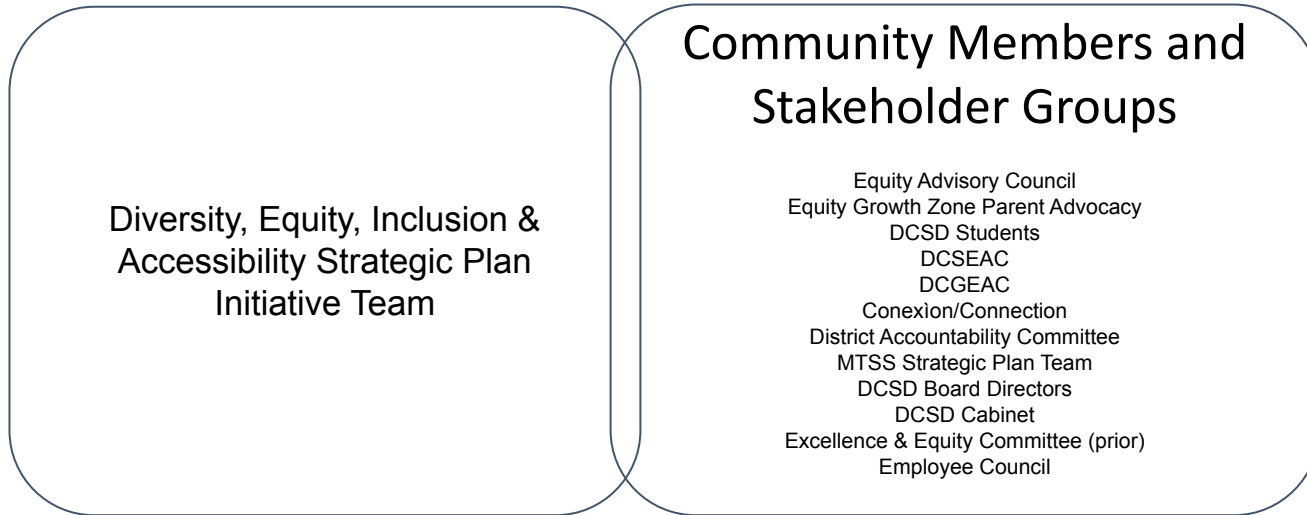 Diversity, Equity, Inclusion &
Accessibility Strategic Plan
Initiative Team
Community Members and
Stakeholder Groups
Equity Advisory Council
Equity Growth Zone Parent Advocacy
DCSD Students
DCSEAC
DCGEAC
Conexìon/Connection
District Accountability Committee
MTSS Strategic Plan Team
DCSD Board Directors
DCSD Cabinet
Excellence & Equity Committee (prior)
Employee Council